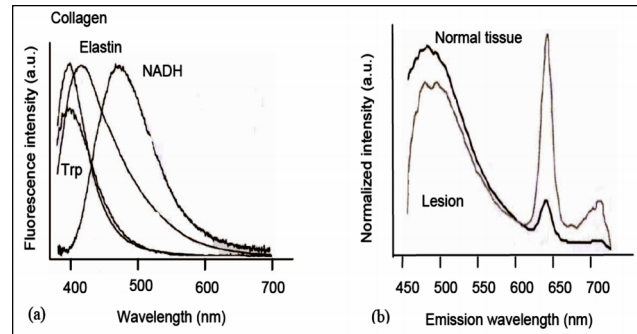 Collagen
Elastin
NADH
Trp
Fluorescence intensity (a.u.)
400 500 600 700
(a)
Wavelength (nm)
Normal tissue
Lesion
Normalized intensity (a.u.)
450 500 550 600 650 700
(b)
Emission wavelength (nm)